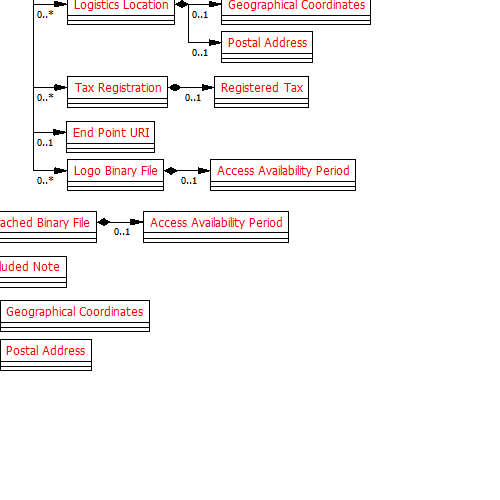 Logistics Location
Geographical Coordinates
0..*
0..1
Postal Address
0..1
Tax Registration
Registered Tax
0..*
0..1
End Point URI
0..1
Logo Binary File
Access Availability Period
0..*
0..1
Binary File
Access Availability Period
0..1
Note
Geographical Coordinates
Postal Address